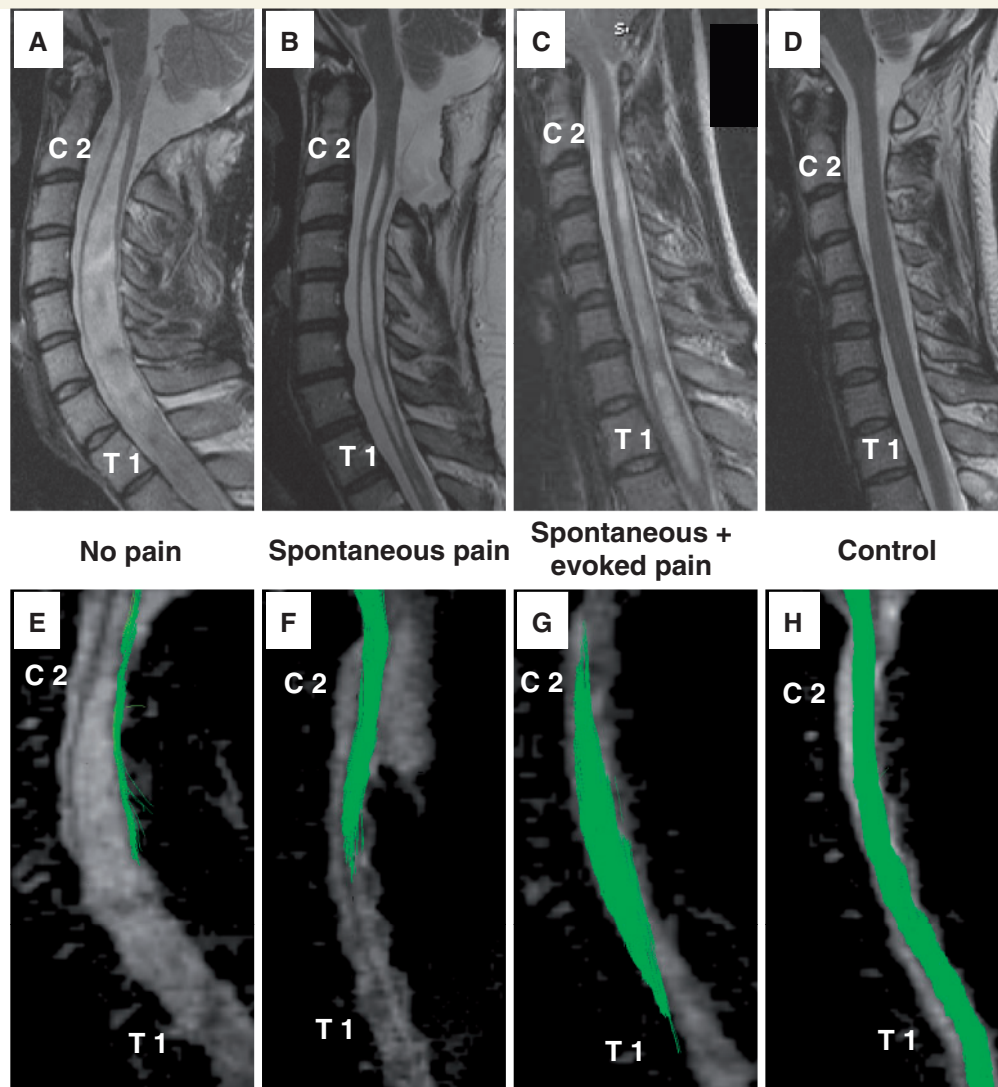 A
B
C
D
C 2
C 2
C 2
C 2
T 1
T 1
T 1
T 1
No pain
Spontaneous pain
Spontaneous +
evoked pain
Control
E
F
G
H
C 2
C 2
C 2
C 2
T 1
T 1
T 1
T 1